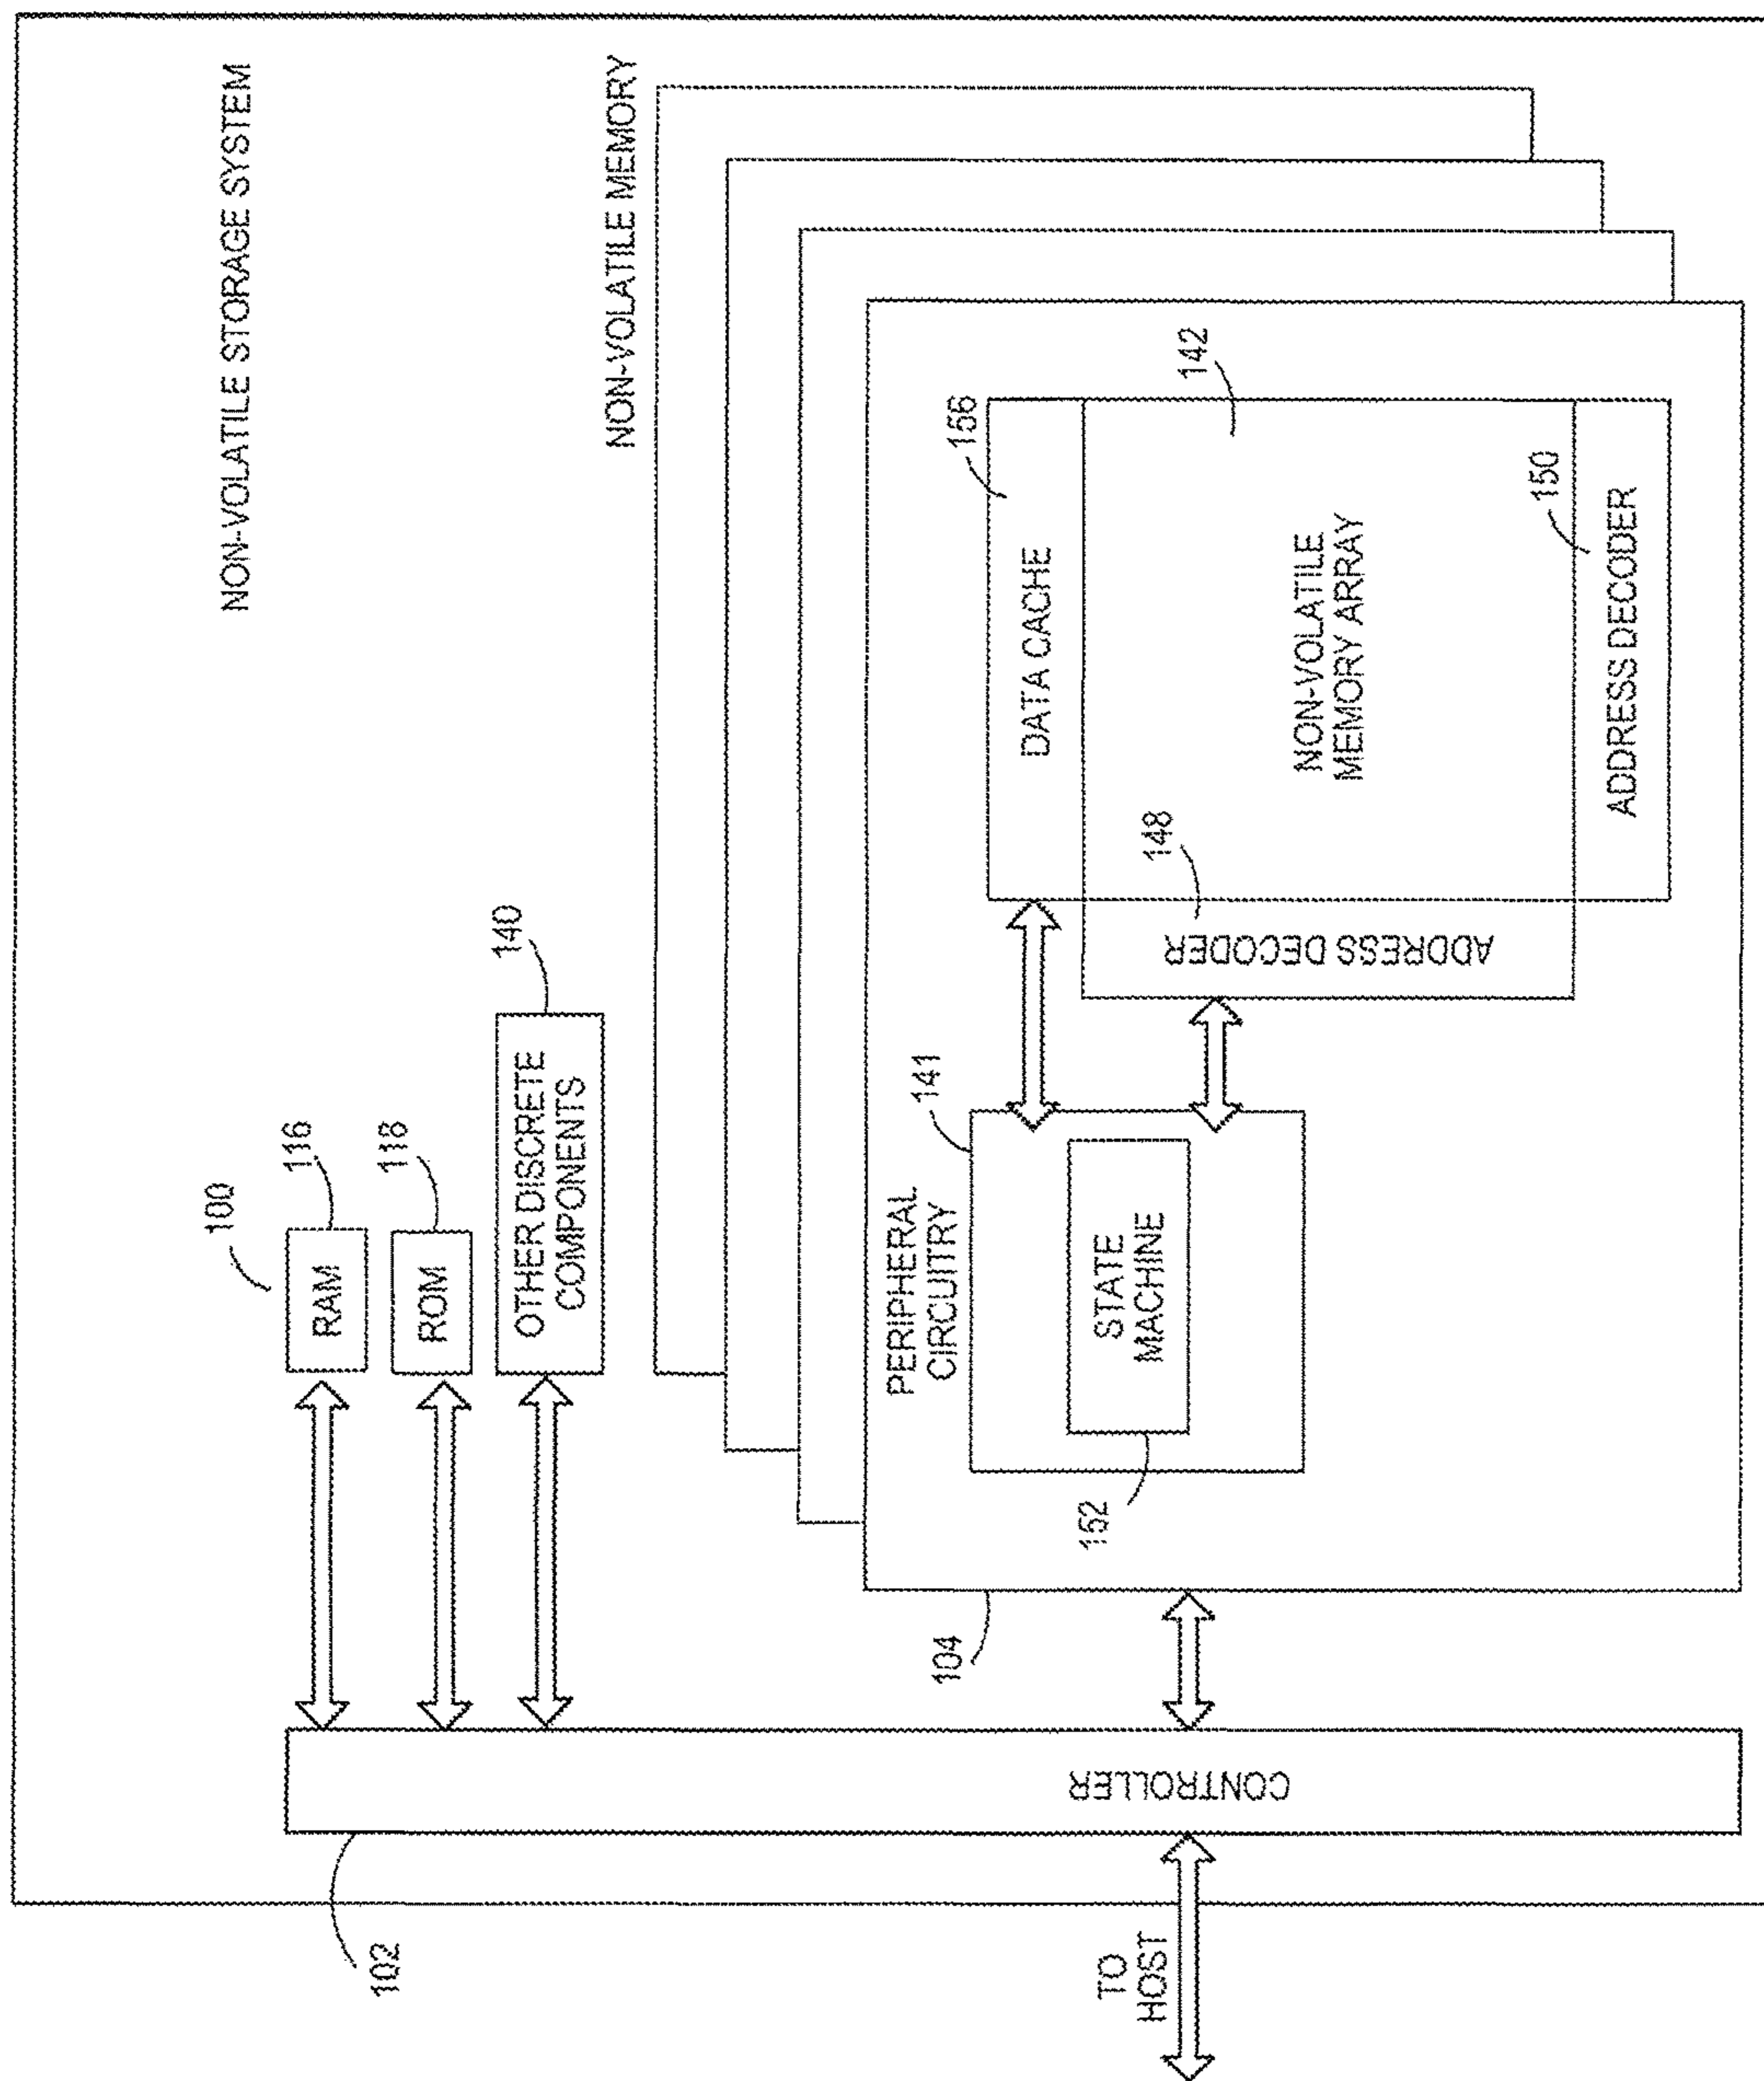 NON-VOLATILE STORAGE SYSTEM
100
RAM
116
ROM
118
OTHER DISCRETE
COMPONENTS
140
NON-VOLATILE MEMORY
102
CONTROLLER
TO
HOST
104
PERIPHERAL
CIRCUITRY
141
STATE
MACHINE
152
DATA CACHE
156
ADDRESS DECODER
148
NON-VOLATILE
MEMORY ARRAY
142
ADDRESS DECODER
150